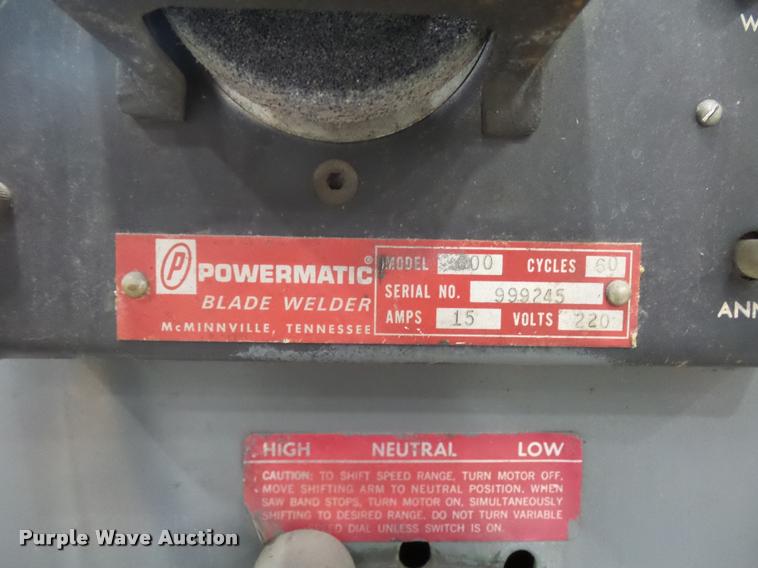 W
P POWERMATIC®
BLADE WELDER
McMINNVILLE, TENNESSEE
MODEL 00 CYCLES 60
SERIAL NO. 999245
AMPS 15 VOLTS 220
ANN
HIGH NEUTRAL LOW
CAUTION: TO SHIFT SPEED RANGE, TURN MOTOR OFF,
MOVE SHIFTING ARM TO NEUTRAL POSITION. WHEN
SAW BAND STOPS, TURN MOTOR ON, SIMULTANEOUSLY
SHIFTING TO DESIRED RANGE. DO NOT TURN VARIABLE
DIAL UNLESS SWITCH IS ON.
Purple Wave Auction